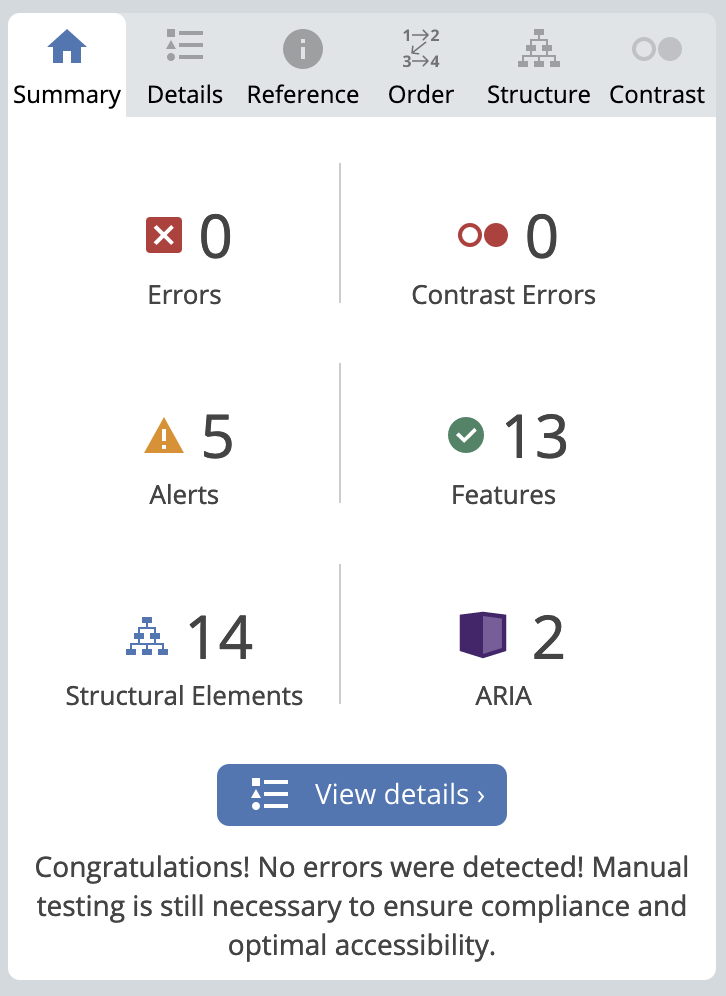 1→2
3→4
Summary Details Reference Order Structure Contrast
0 0
Errors Contrast Errors
5 13
Alerts Features
14 2
Structural Elements ARIA
View details ›
Congratulations! No errors were detected! Manual
testing is still necessary to ensure compliance and
optimal accessibility.